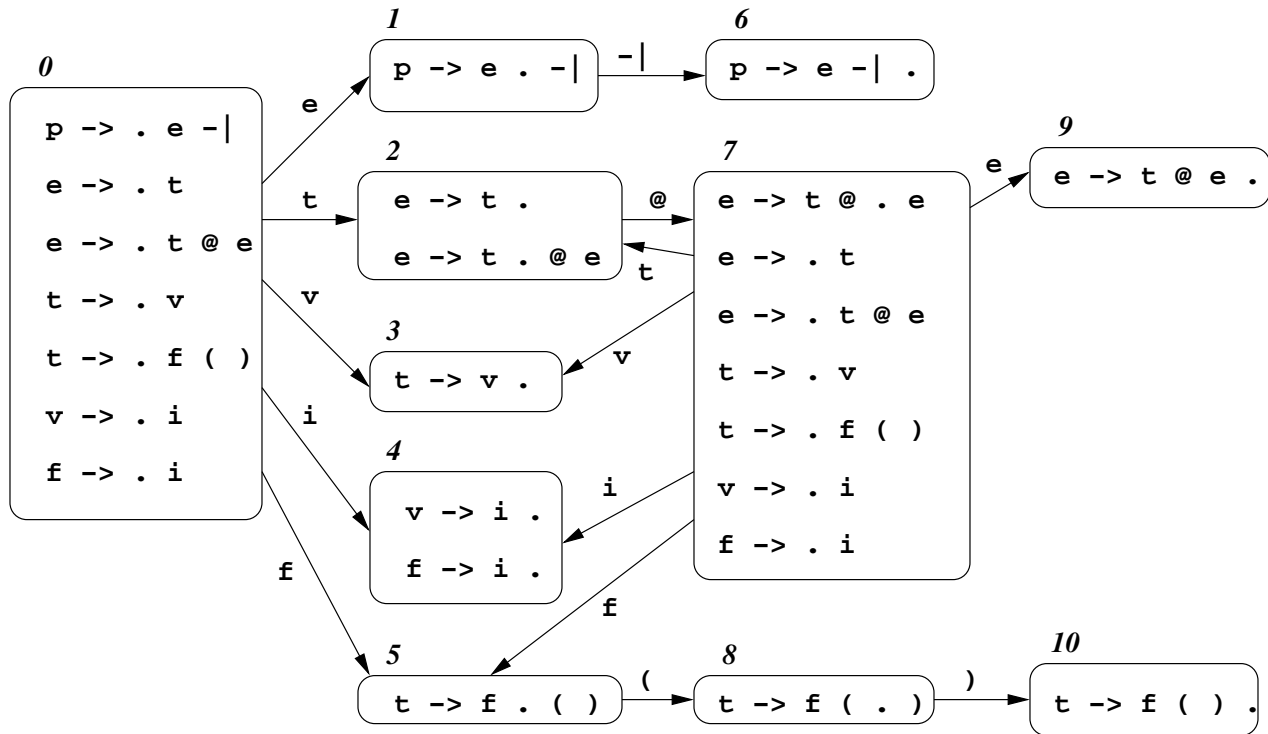 0
p -> . e -|
e -> . t
e -> . t @ e
t -> . v
t -> . f ( )
v -> . i
f -> . i
e
t
v
i
f
1
p -> e . -|
-|
6
p -> e -| .
2
e -> t .
e -> t . @ e
@
t
3
t -> v .
v
4
v -> i .
f -> i .
i
f
5
t -> f . ( )
(
7
e -> t @ . e
e -> . t
e -> . t @ e
t -> . v
t -> . f ( )
v -> . i
f -> . i
e
9
e -> t @ e .
8
t -> f ( . )
)
10
t -> f ( ) .